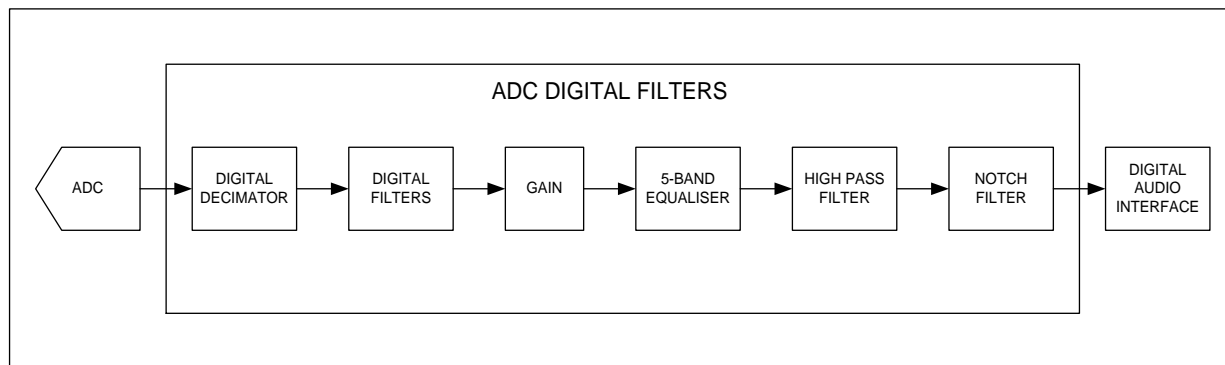 ADC DIGITAL FILTERS
ADC
DIGITAL
DECIMATOR
DIGITAL
FILTERS
GAIN
5-BAND
EQUALISER
HIGH PASS
FILTER
NOTCH
FILTER
DIGITAL
AUDIO
INTERFACE